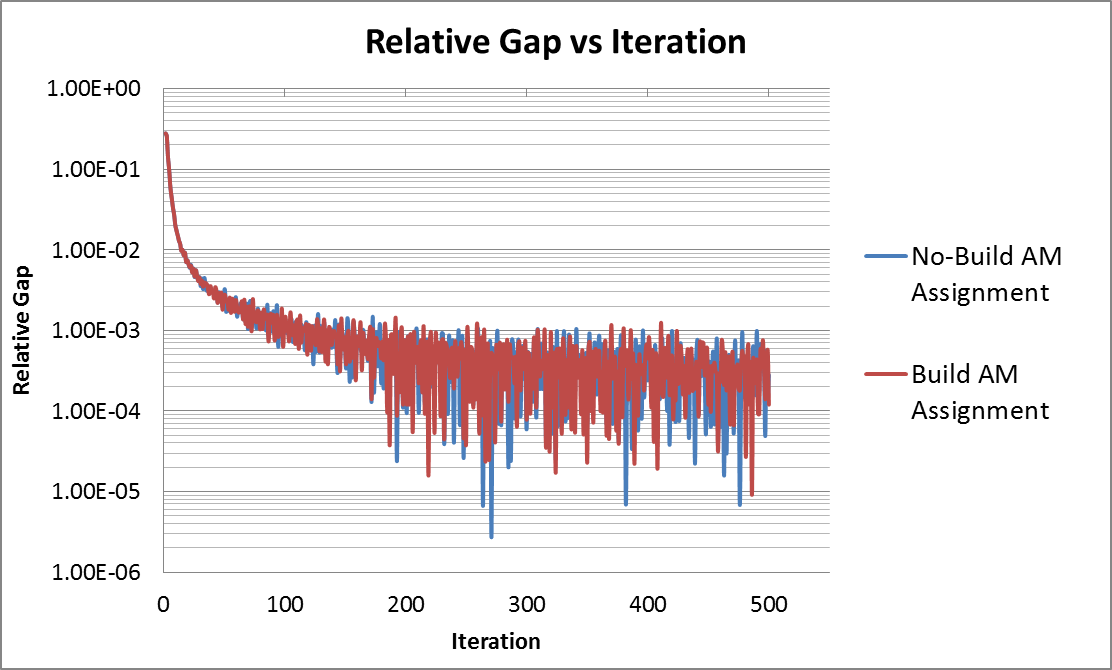 Relative Gap vs Iteration
1.00E+00
1.00E-01
1.00E-02
1.00E-03
1.00E-04
1.00E-05
1.00E-06
Relative Gap
0 100 200 300 400 500
Iteration
No-Build AM
Assignment
Build AM
Assignment